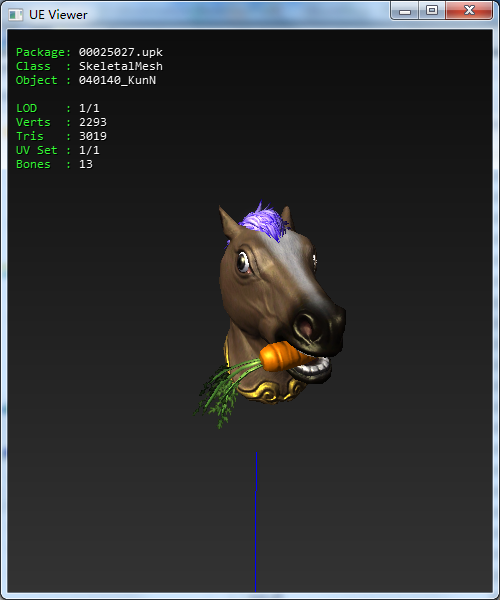 UE Viewer
Package: 00025027.upk
Class : SkeletalMesh
Object : 040140_KunN
LOD : 1/1
Verts : 2293
Tris : 3019
UV Set : 1/1
Bones : 13